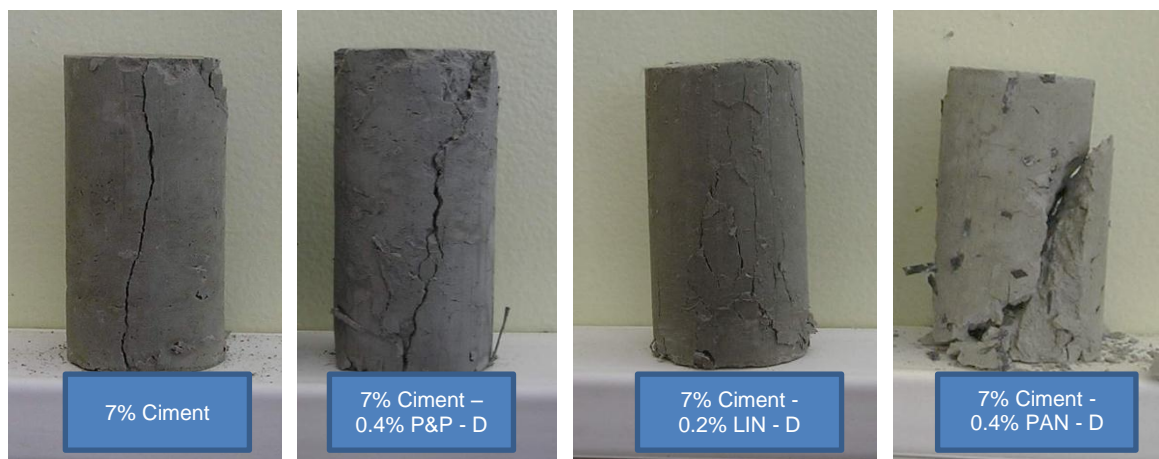 7% Ciment
7% Ciment –
0.4% P&P - D
7% Ciment -
0.2% LIN - D
7% Ciment -
0.4% PAN - D